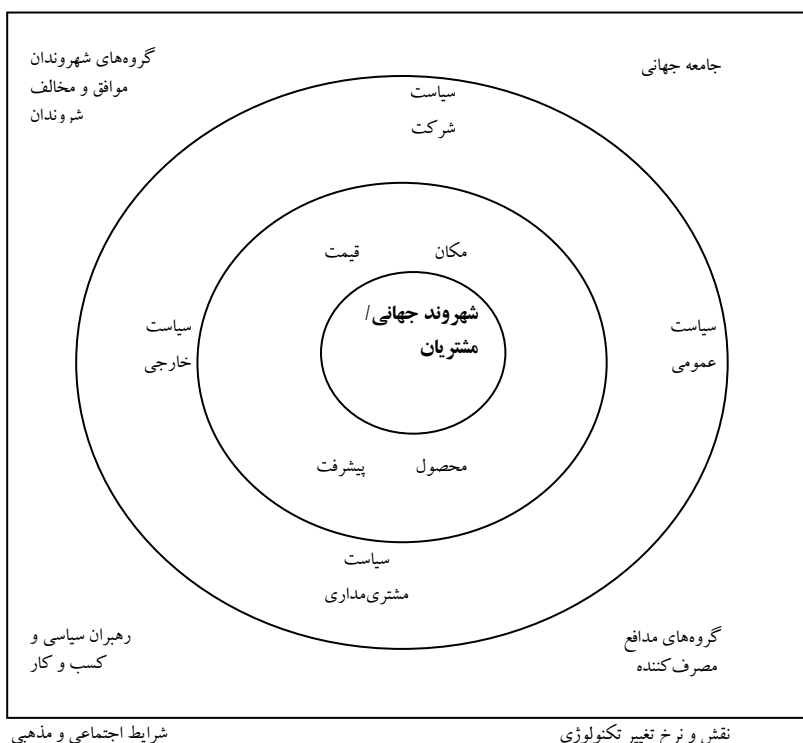 جامعه جهانی
گروه‌های شهروندان
موافق و مخالف
شروندان
سیاست
شرکت
مکان
قیمت
شهروند جهانی/
مشتریان
سیاست
عمومی
سیاست
خارجی
محصول
پیشرفت
سیاست
مشتری‌مداری
گروه‌های مدافع
مصرف‌کننده
رهبران سیاسی و
کسب و کار
نقش و نرخ تغییر تکنولوژی
شرایط اجتماعی و مذهبی